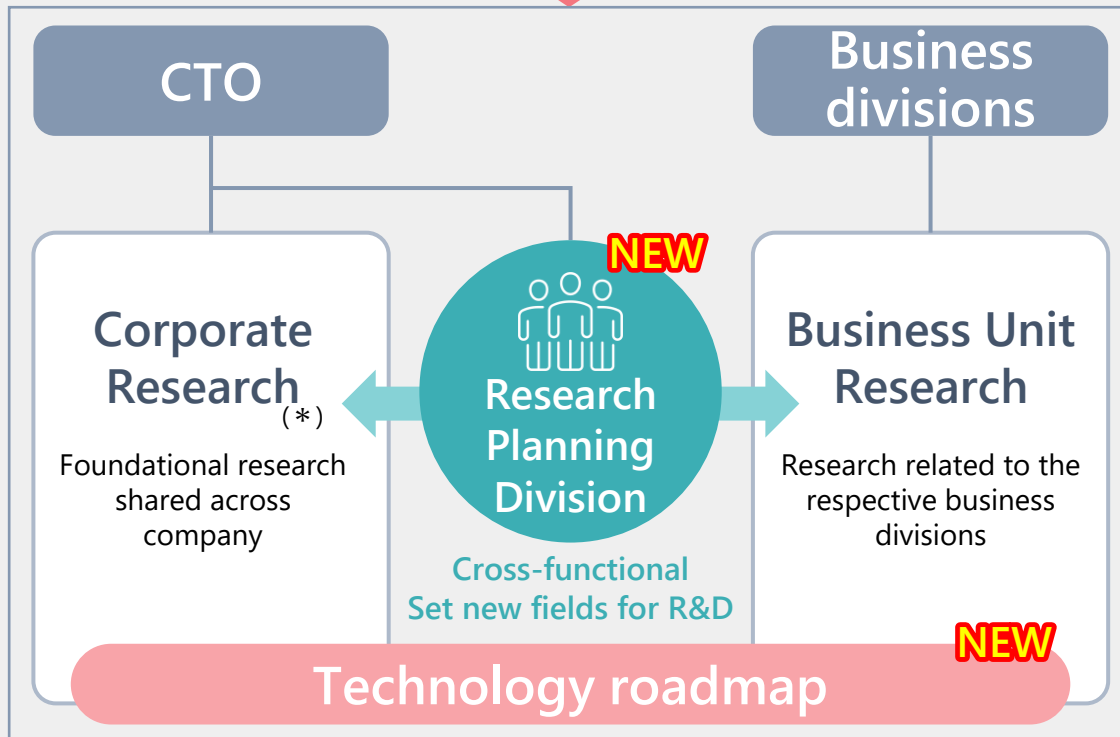 CTO
Business
divisions
NEW
Corporate
Research
(*)
Foundational research
shared across
company
Research
Planning
Division
Cross-functional
Set new fields for R&D
Business Unit
Research
Research related to the
respective business
divisions
NEW
Technology roadmap